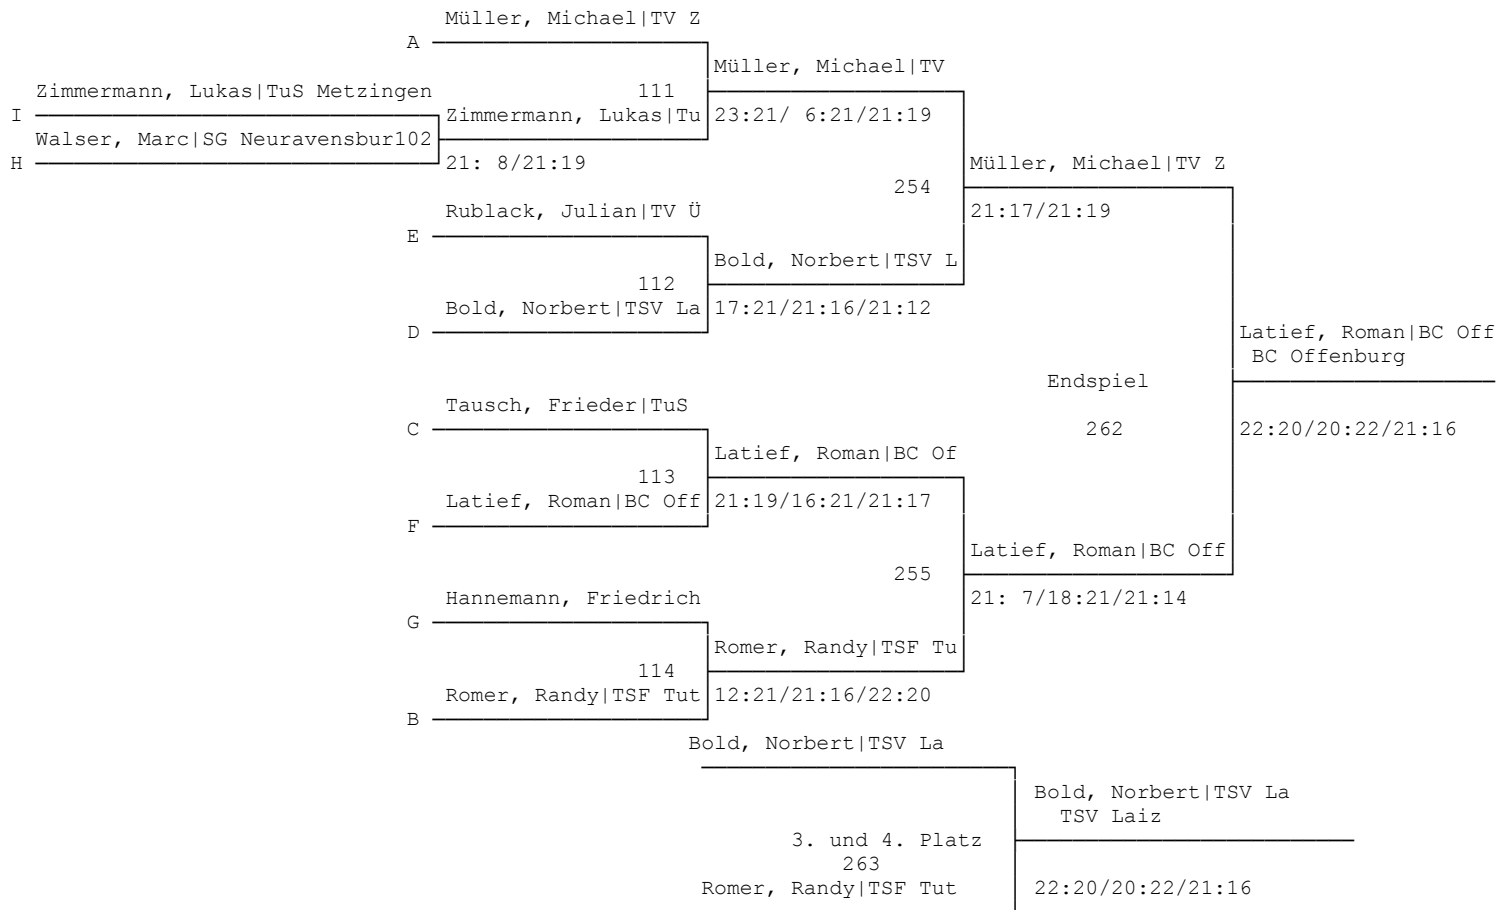 Müller, Michael|TV Z
A
Müller, Michael|TV
Zimmermann, Lukas|TuS Metzingen 111
I Zimmermann, Lukas|Tu 23:21/ 6:21/21:19
Walser, Marc|SG Neuravensbur102
H 21: 8/21:19 Müller, Michael|TV Z
254
Rublack, Julian|TV Ü 21:17/21:19
E
Bold, Norbert|TSV L
112
Bold, Norbert|TSV La 17:21/21:16/21:12
D Latief, Roman|BC Off
BC Offenburg
Endspiel
Tausch, Frieder|TuS
C 262 22:20/20:22/21:16
Latief, Roman|BC Of
113
Latief, Roman|BC Off 21:19/16:21/21:17
F
Latief, Roman|BC Off
255
Hannemann, Friedrich 21: 7/18:21/21:14
G
Romer, Randy|TSF Tu
114
Romer, Randy|TSF Tut 12:21/21:16/22:20
B
Bold, Norbert|TSV La
Bold, Norbert|TSV La
TSV Laiz
3. und 4. Platz
263
Romer, Randy|TSF Tut 22:20/20:22/21:16